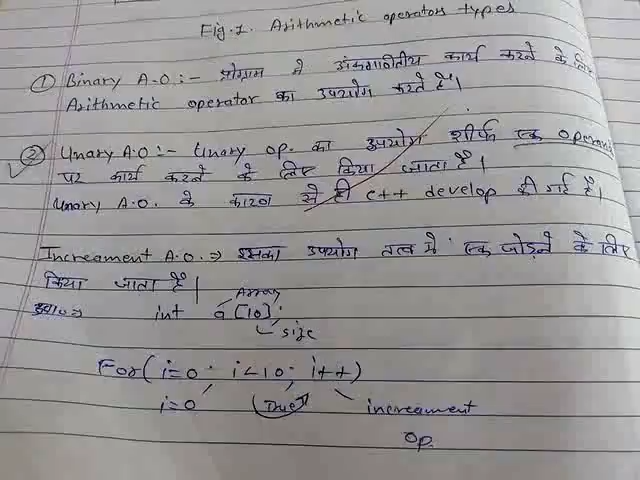 Fig.1. Arithmetic operators types
① Binary A.O:- प्रोग्राम मे अंकगणीतीय कार्य करने के लिए
Arithmetic operator का उपयोग करते है।
② Unary A.O:- Unary op. का उपयोग शीर्फ एक operand
पर कार्य करने के लिए किया जाता है।
Unary A.O. के कारण से ही C++ develop की गई है।
Increament A.O. ⇒ इसका उपयोग तत्व में एक जोड़ने के लिए
किया जाता है।
Array
int a[10];
size
For(i=0; i<10; i++)
i=0 (True) increament
Op.